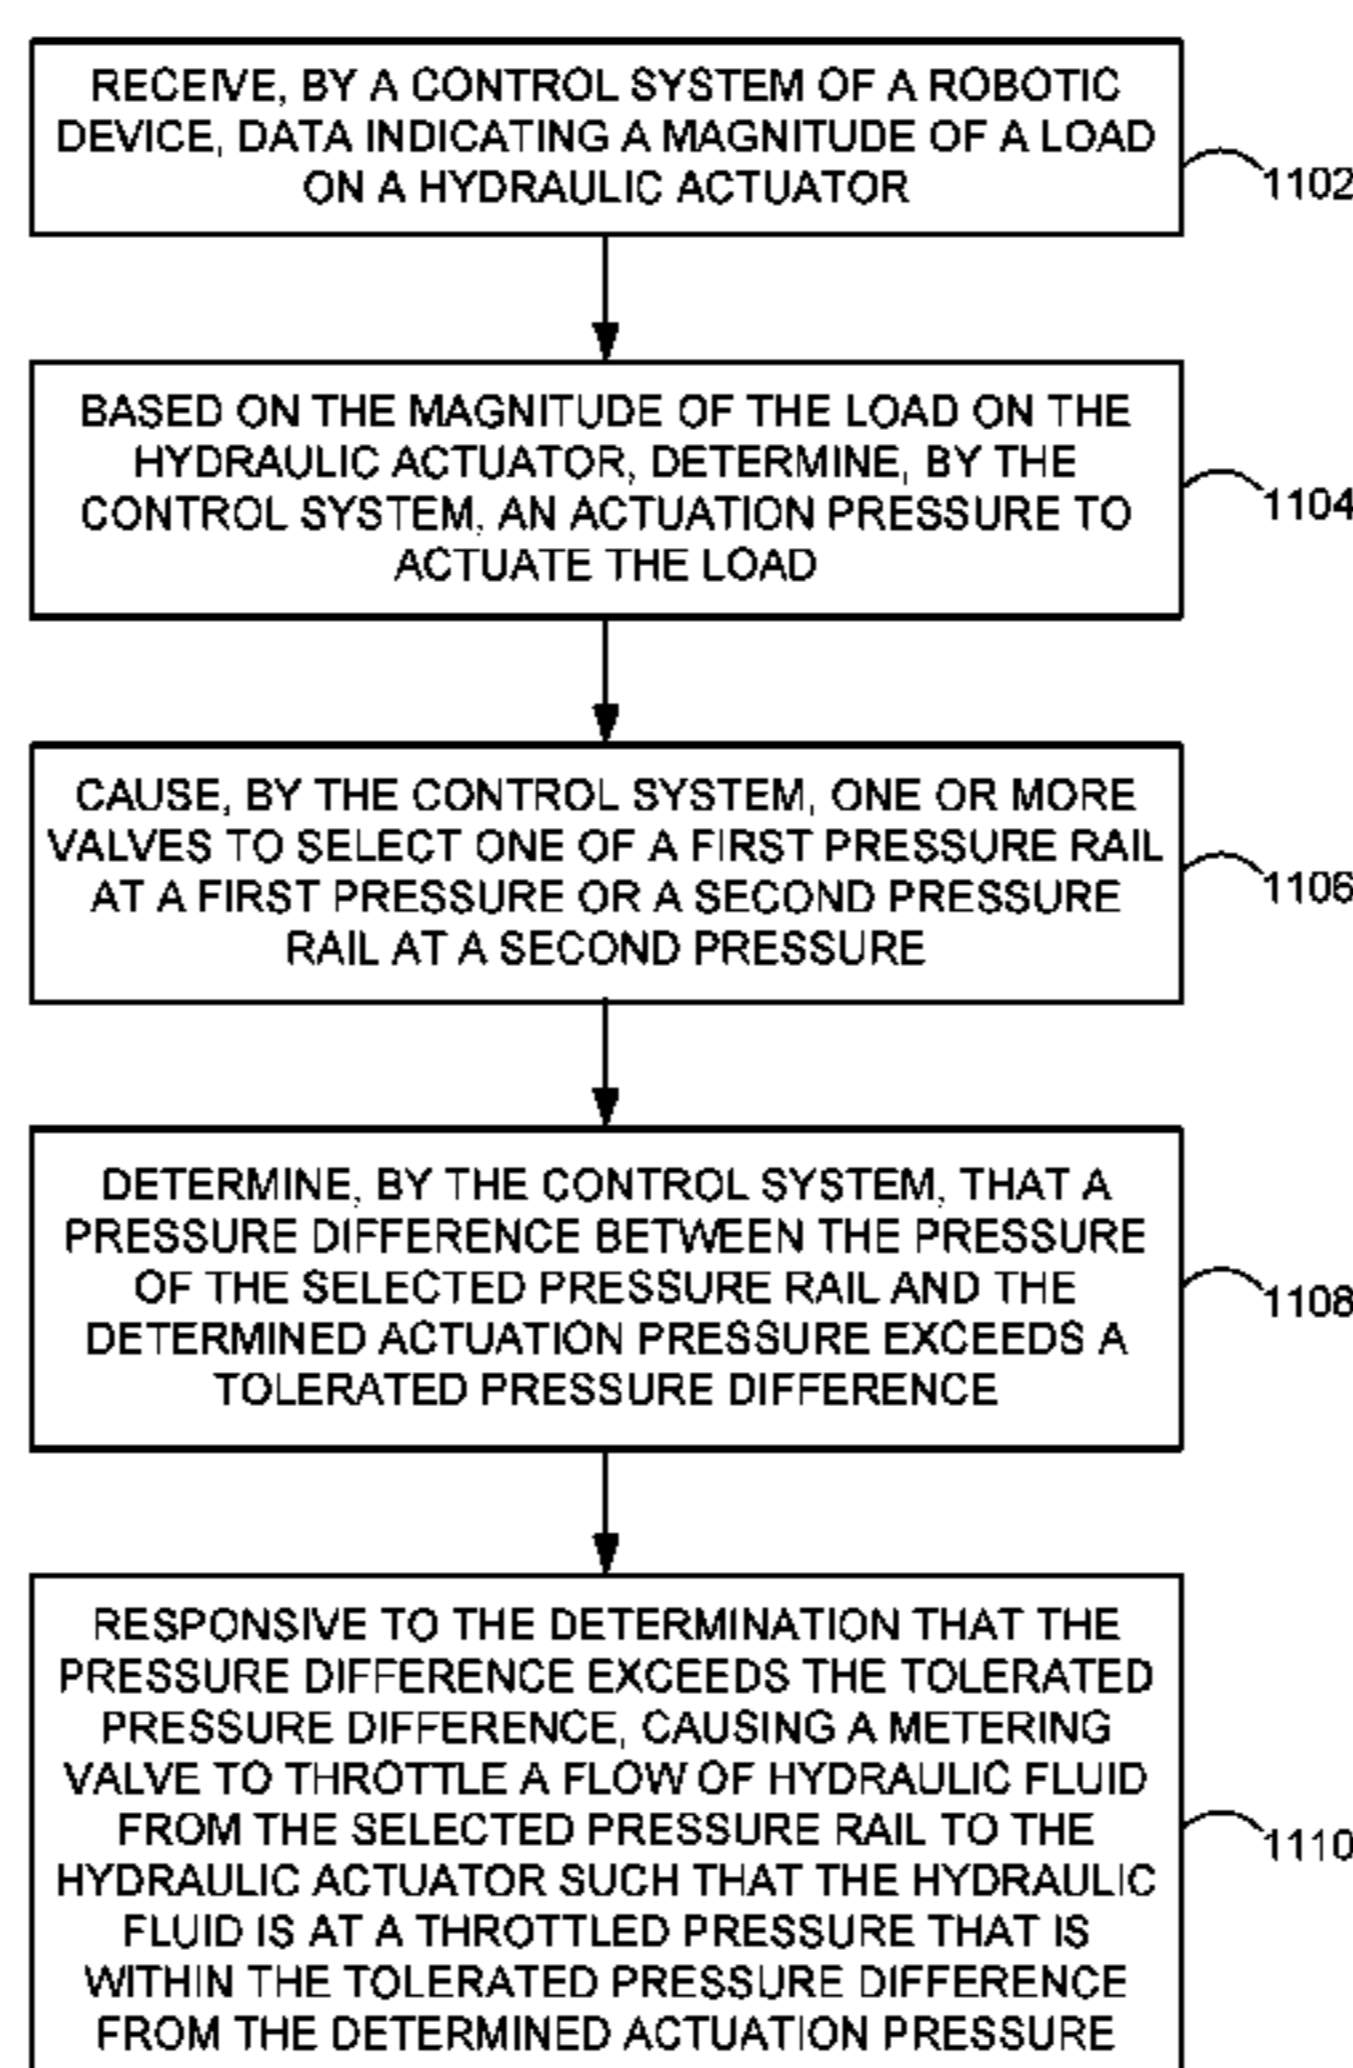 RECEIVE, BY A CONTROL SYSTEM OF A ROBOTIC
DEVICE, DATA INDICATING A MAGNITUDE OF A LOAD
ON A HYDRAULIC ACTUATOR
1102
BASED ON THE MAGNITUDE OF THE LOAD ON THE
HYDRAULIC ACTUATOR, DETERMINE, BY THE
CONTROL SYSTEM, AN ACTUATION PRESSURE TO
ACTUATE THE LOAD
1104
CAUSE, BY THE CONTROL SYSTEM, ONE OR MORE
VALVES TO SELECT ONE OF A FIRST PRESSURE RAIL
AT A FIRST PRESSURE OR A SECOND PRESSURE
RAIL AT A SECOND PRESSURE
1106
DETERMINE, BY THE CONTROL SYSTEM, THAT A
PRESSURE DIFFERENCE BETWEEN THE PRESSURE
OF THE SELECTED PRESSURE RAIL AND THE
DETERMINED ACTUATION PRESSURE EXCEEDS A
TOLERATED PRESSURE DIFFERENCE
1108
RESPONSIVE TO THE DETERMINATION THAT THE
PRESSURE DIFFERENCE EXCEEDS THE TOLERATED
PRESSURE DIFFERENCE, CAUSING A METERING
VALVE TO THROTTLE A FLOW OF HYDRAULIC FLUID
FROM THE SELECTED PRESSURE RAIL TO THE
HYDRAULIC ACTUATOR SUCH THAT THE HYDRAULIC
FLUID IS AT A THROTTLED PRESSURE THAT IS
WITHIN THE TOLERATED PRESSURE DIFFERENCE
FROM THE DETERMINED ACTUATION PRESSURE
1110